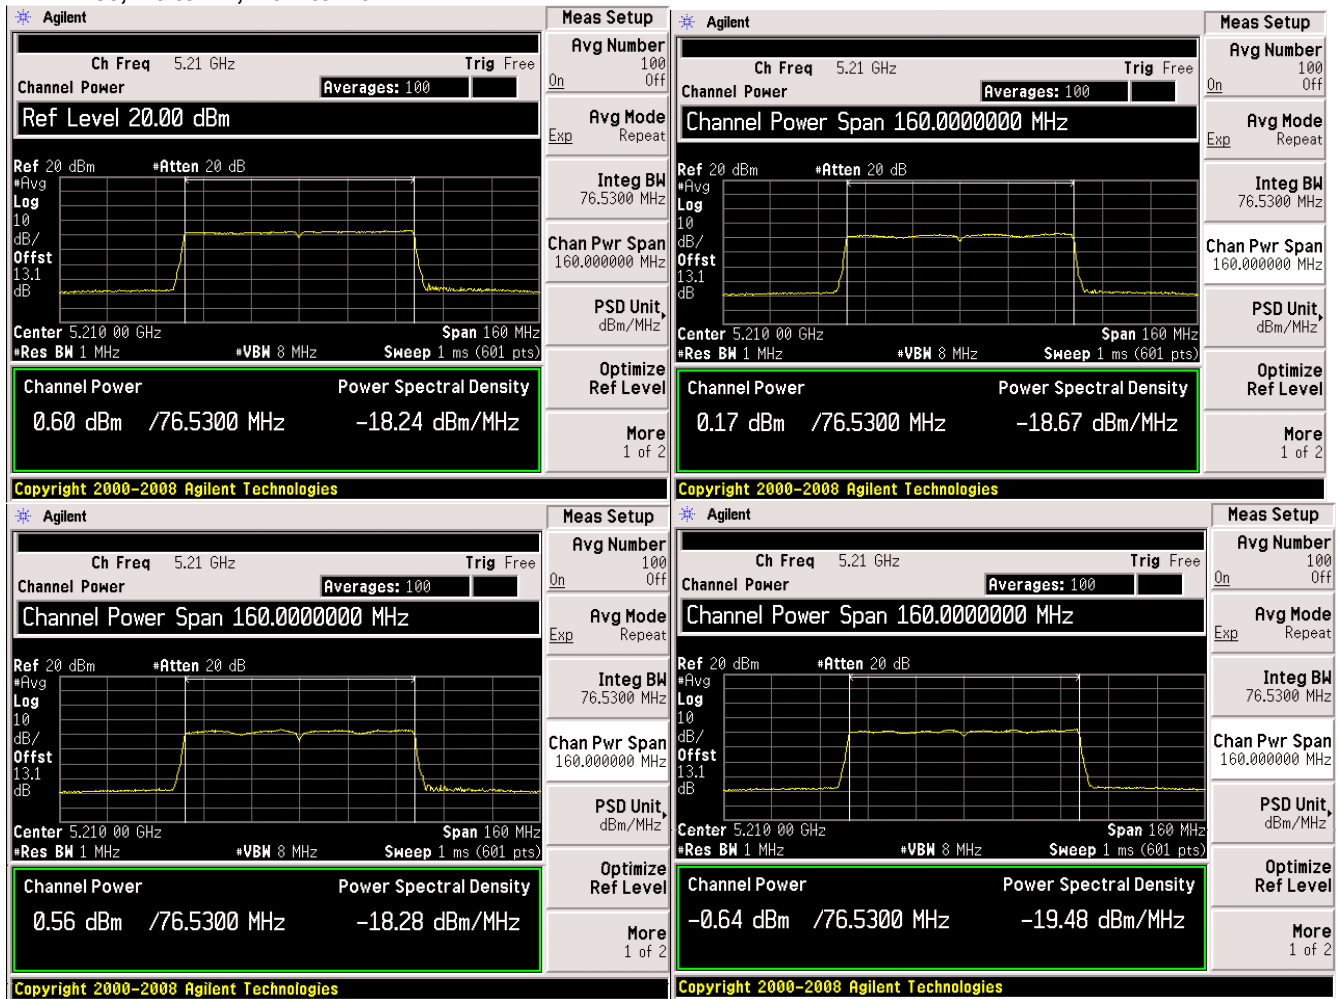 Agilent
Meas Setup
Ch Freq 5.21 GHz Trig Free
Channel Power Averages: 100
Ref Level 20.00 dBm
Ref 20 dBm #Atten 20 dB
#Avg
Log
10
dB/
Offst
13.1
dB
Center 5.210 00 GHz Span 160 MHz
#Res BW 1 MHz #VBW 8 MHz Sweep 1 ms (601 pts)
Channel Power Power Spectral Density
0.60 dBm /76.5300 MHz -18.24 dBm/MHz
Avg Number
100
On Off
Avg Mode
Exp Repeat
Integ BW
76.5300 MHz
Chan Pwr Span
160.000000 MHz
PSD Unit
dBm/MHz
Optimize
Ref Level
More
1 of 2
Copyright 2000-2008 Agilent Technologies
Agilent
Meas Setup
Ch Freq 5.21 GHz Trig Free
Channel Power Averages: 100
Channel Power Span 160.0000000 MHz
Ref 20 dBm #Atten 20 dB
#Avg
Log
10
dB/
Offst
13.1
dB
Center 5.210 00 GHz Span 160 MHz
#Res BW 1 MHz #VBW 8 MHz Sweep 1 ms (601 pts)
Channel Power Power Spectral Density
0.17 dBm /76.5300 MHz -18.67 dBm/MHz
Avg Number
100
On Off
Avg Mode
Exp Repeat
Integ BW
76.5300 MHz
Chan Pwr Span
160.000000 MHz
PSD Unit
dBm/MHz
Optimize
Ref Level
More
1 of 2
Copyright 2000-2008 Agilent Technologies
Agilent
Meas Setup
Ch Freq 5.21 GHz Trig Free
Channel Power Averages: 100
Channel Power Span 160.0000000 MHz
Ref 20 dBm #Atten 20 dB
#Avg
Log
10
dB/
Offst
13.1
dB
Center 5.210 00 GHz Span 160 MHz
#Res BW 1 MHz #VBW 8 MHz Sweep 1 ms (601 pts)
Channel Power Power Spectral Density
0.56 dBm /76.5300 MHz -18.28 dBm/MHz
Avg Number
100
On Off
Avg Mode
Exp Repeat
Integ BW
76.5300 MHz
Chan Pwr Span
160.000000 MHz
PSD Unit
dBm/MHz
Optimize
Ref Level
More
1 of 2
Copyright 2000-2008 Agilent Technologies
Agilent
Meas Setup
Ch Freq 5.21 GHz Trig Free
Channel Power Averages: 100
Channel Power Span 160.0000000 MHz
Ref 20 dBm #Atten 20 dB
#Avg
Log
10
dB/
Offst
13.1
dB
Center 5.210 00 GHz Span 160 MHz
#Res BW 1 MHz #VBW 8 MHz Sweep 1 ms (601 pts)
Channel Power Power Spectral Density
-0.64 dBm /76.5300 MHz -19.48 dBm/MHz
Avg Number
100
On Off
Avg Mode
Exp Repeat
Integ BW
76.5300 MHz
Chan Pwr Span
160.000000 MHz
PSD Unit
dBm/MHz
Optimize
Ref Level
More
1 of 2
Copyright 2000-2008 Agilent Technologies